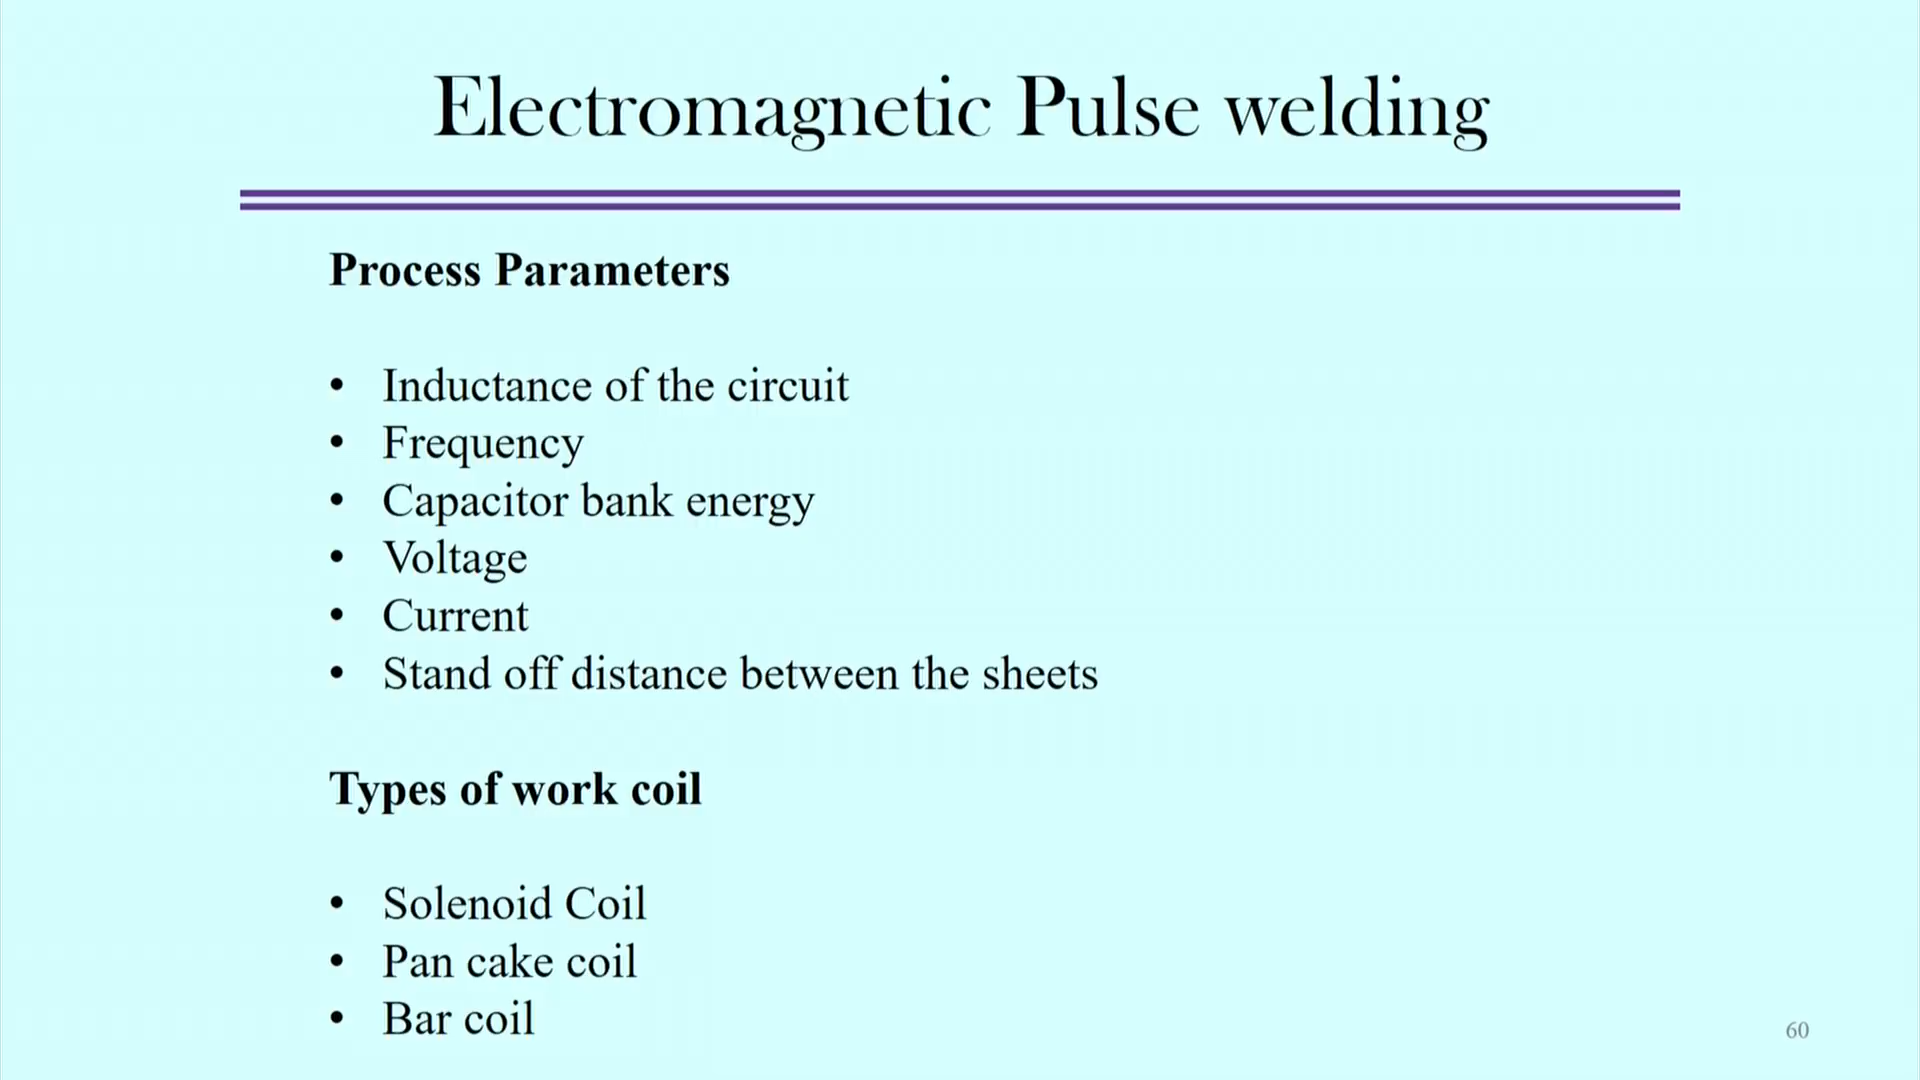 Electromagnetic Pulse welding
Process Parameters
• Inductance of the circuit
• Frequency
• Capacitor bank energy
• Voltage
• Current
• Stand off distance between the sheets
Types of work coil
• Solenoid Coil
• Pan cake coil
• Bar coil
60